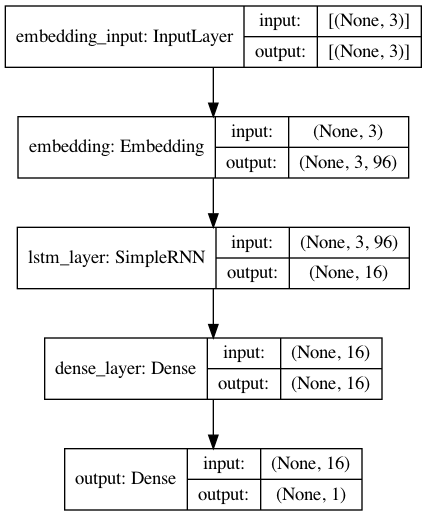 embedding_input: InputLayer
input: [(None, 3)]
output: [(None, 3)]
embedding: Embedding
input: (None, 3)
output: (None, 3, 96)
lstm_layer: SimpleRNN
input: (None, 3, 96)
output: (None, 16)
dense_layer: Dense
input: (None, 16)
output: (None, 16)
output: Dense
input: (None, 16)
output: (None, 1)